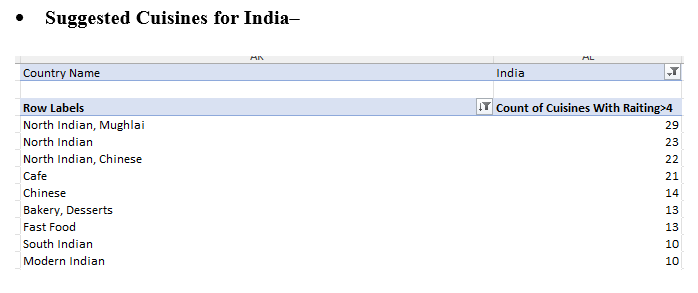 • Suggested Cuisines for India–
AK AL
Country Name India
Row Labels Count of Cuisines With Raiting>4
North Indian, Mughlai 29
North Indian 23
North Indian, Chinese 22
Cafe 21
Chinese 14
Bakery, Desserts 13
Fast Food 13
South Indian 10
Modern Indian 10